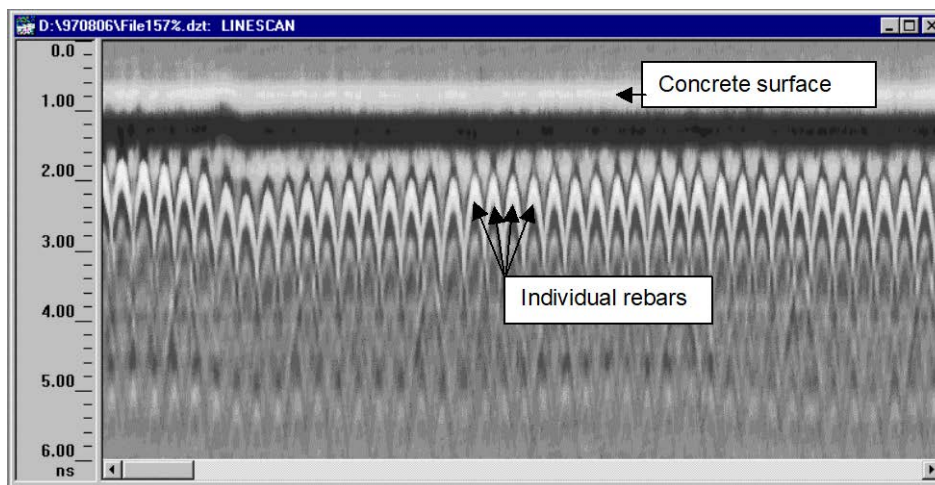 D:\970806\File157%.dzt: LINESCAN
0.0
Concrete surface
1.00
2.00
3.00
Individual rebars
4.00
5.00
6.00
ns